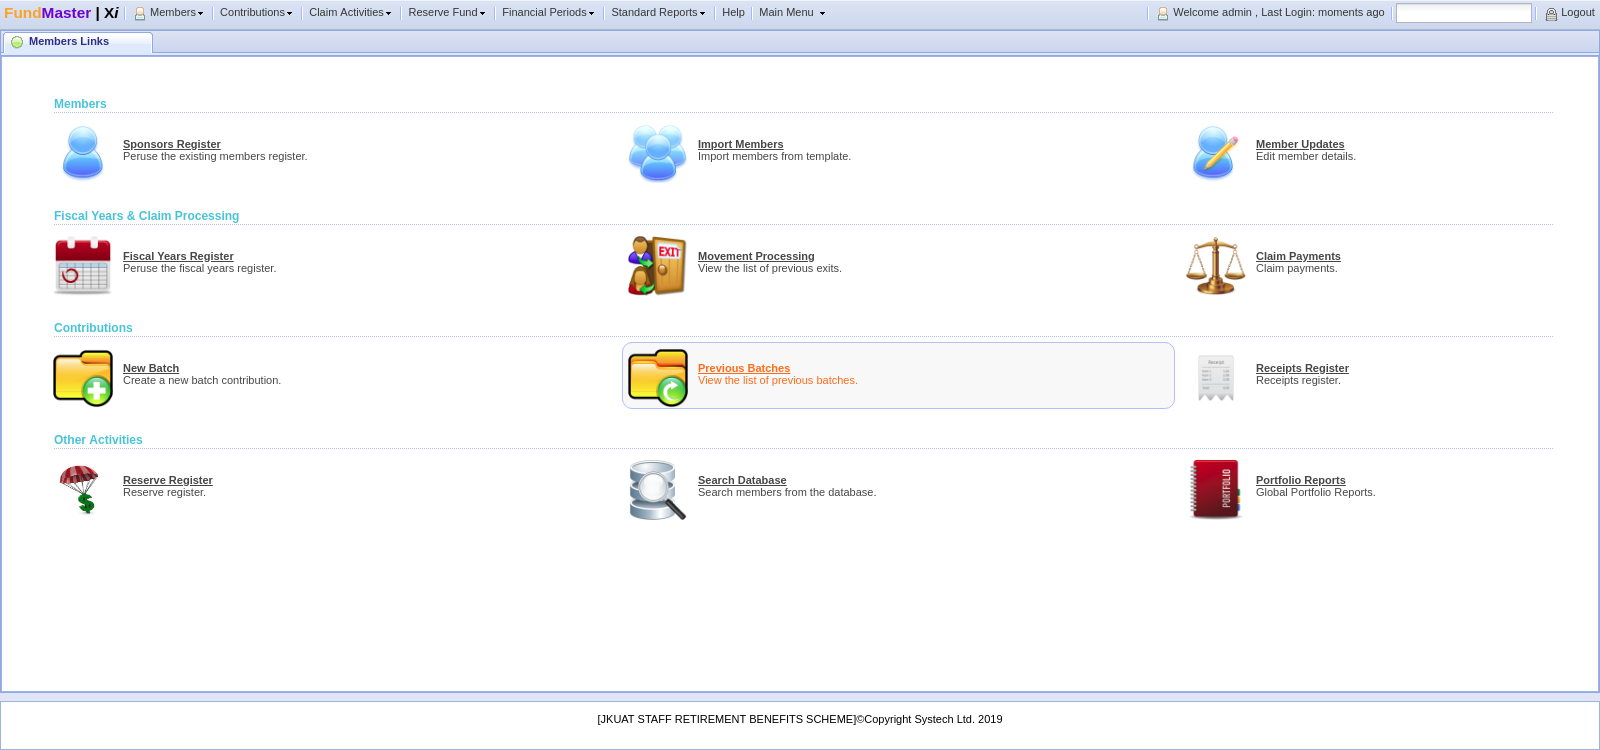 FundMaster | Xi Members Contributions Claim Activities Reserve Fund Financial Periods Standard Reports Help Main Menu Welcome admin , Last Login: moments ago Logout
Members Links
Members
Sponsors Register
Peruse the existing members register.
Import Members
Import members from template.
Member Updates
Edit member details.
Fiscal Years & Claim Processing
Fiscal Years Register
Peruse the fiscal years register.
EXIT
Movement Processing
View the list of previous exits.
Claim Payments
Claim payments.
Contributions
New Batch
Create a new batch contribution.
Previous Batches
View the list of previous batches.
Receipt
Receipts Register
Receipts register.
Other Activities
Reserve Register
Reserve register.
Search Database
Search members from the database.
PORTFOLIO
Portfolio Reports
Global Portfolio Reports.
[JKUAT STAFF RETIREMENT BENEFITS SCHEME]©Copyright Systech Ltd. 2019